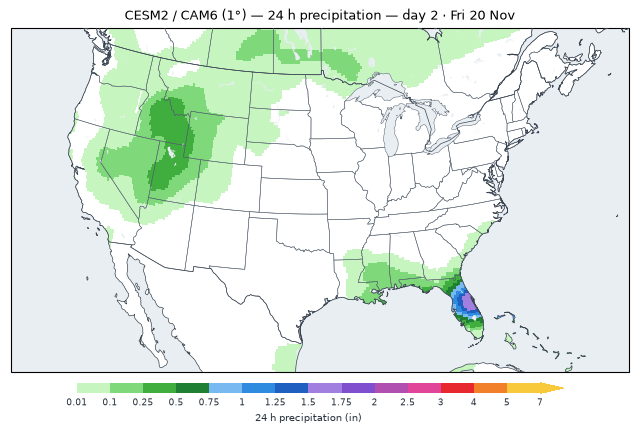 CESM2 / CAM6 (1°) — 24 h precipitation — day 2 · Fri 20 Nov
0.01 0.1 0.25 0.5 0.75 1 1.25 1.5 1.75 2 2.5 3 4 5 7
24 h precipitation (in)